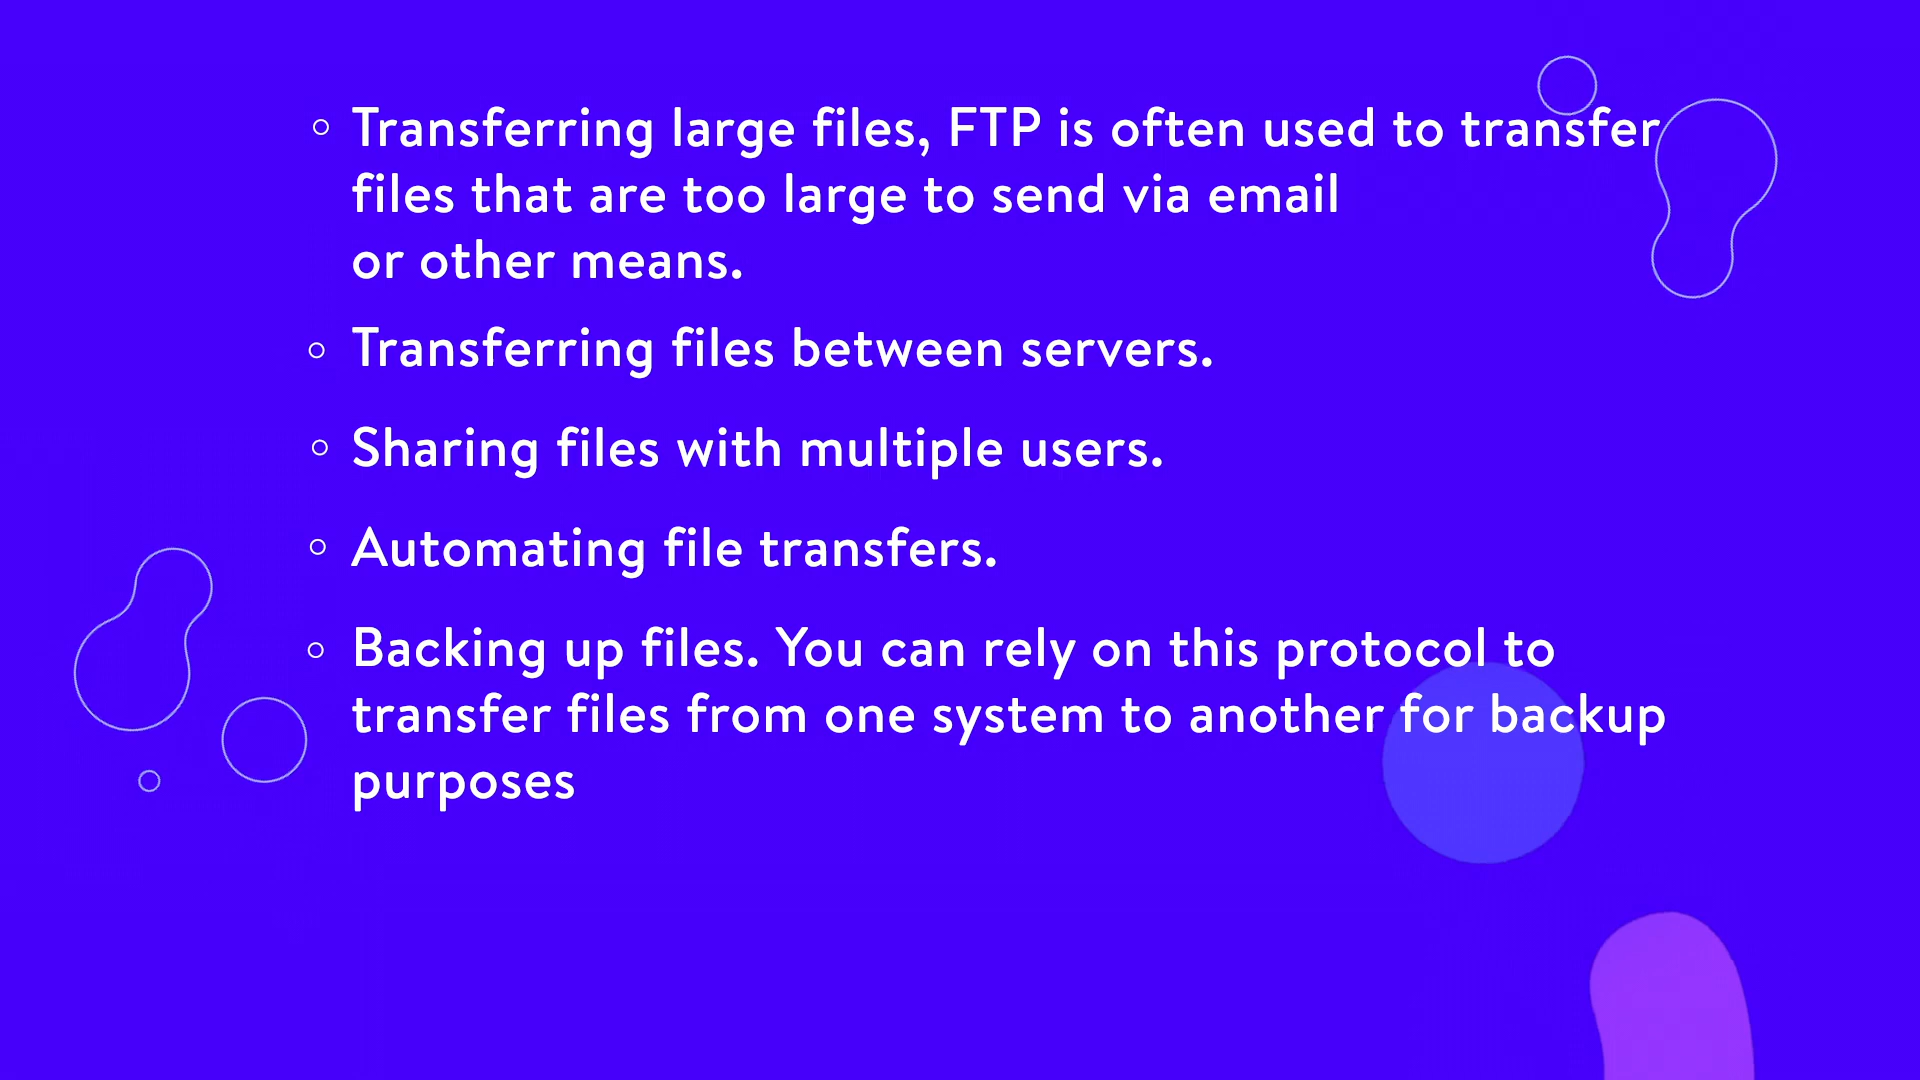 Transferring large files, FTP is often used to transfer
files that are too large to send via email
or other means.
Transferring files between servers.
Sharing files with multiple users.
Automating file transfers.
Backing up files. You can rely on this protocol to
transfer files from one system to another for backup
purposes